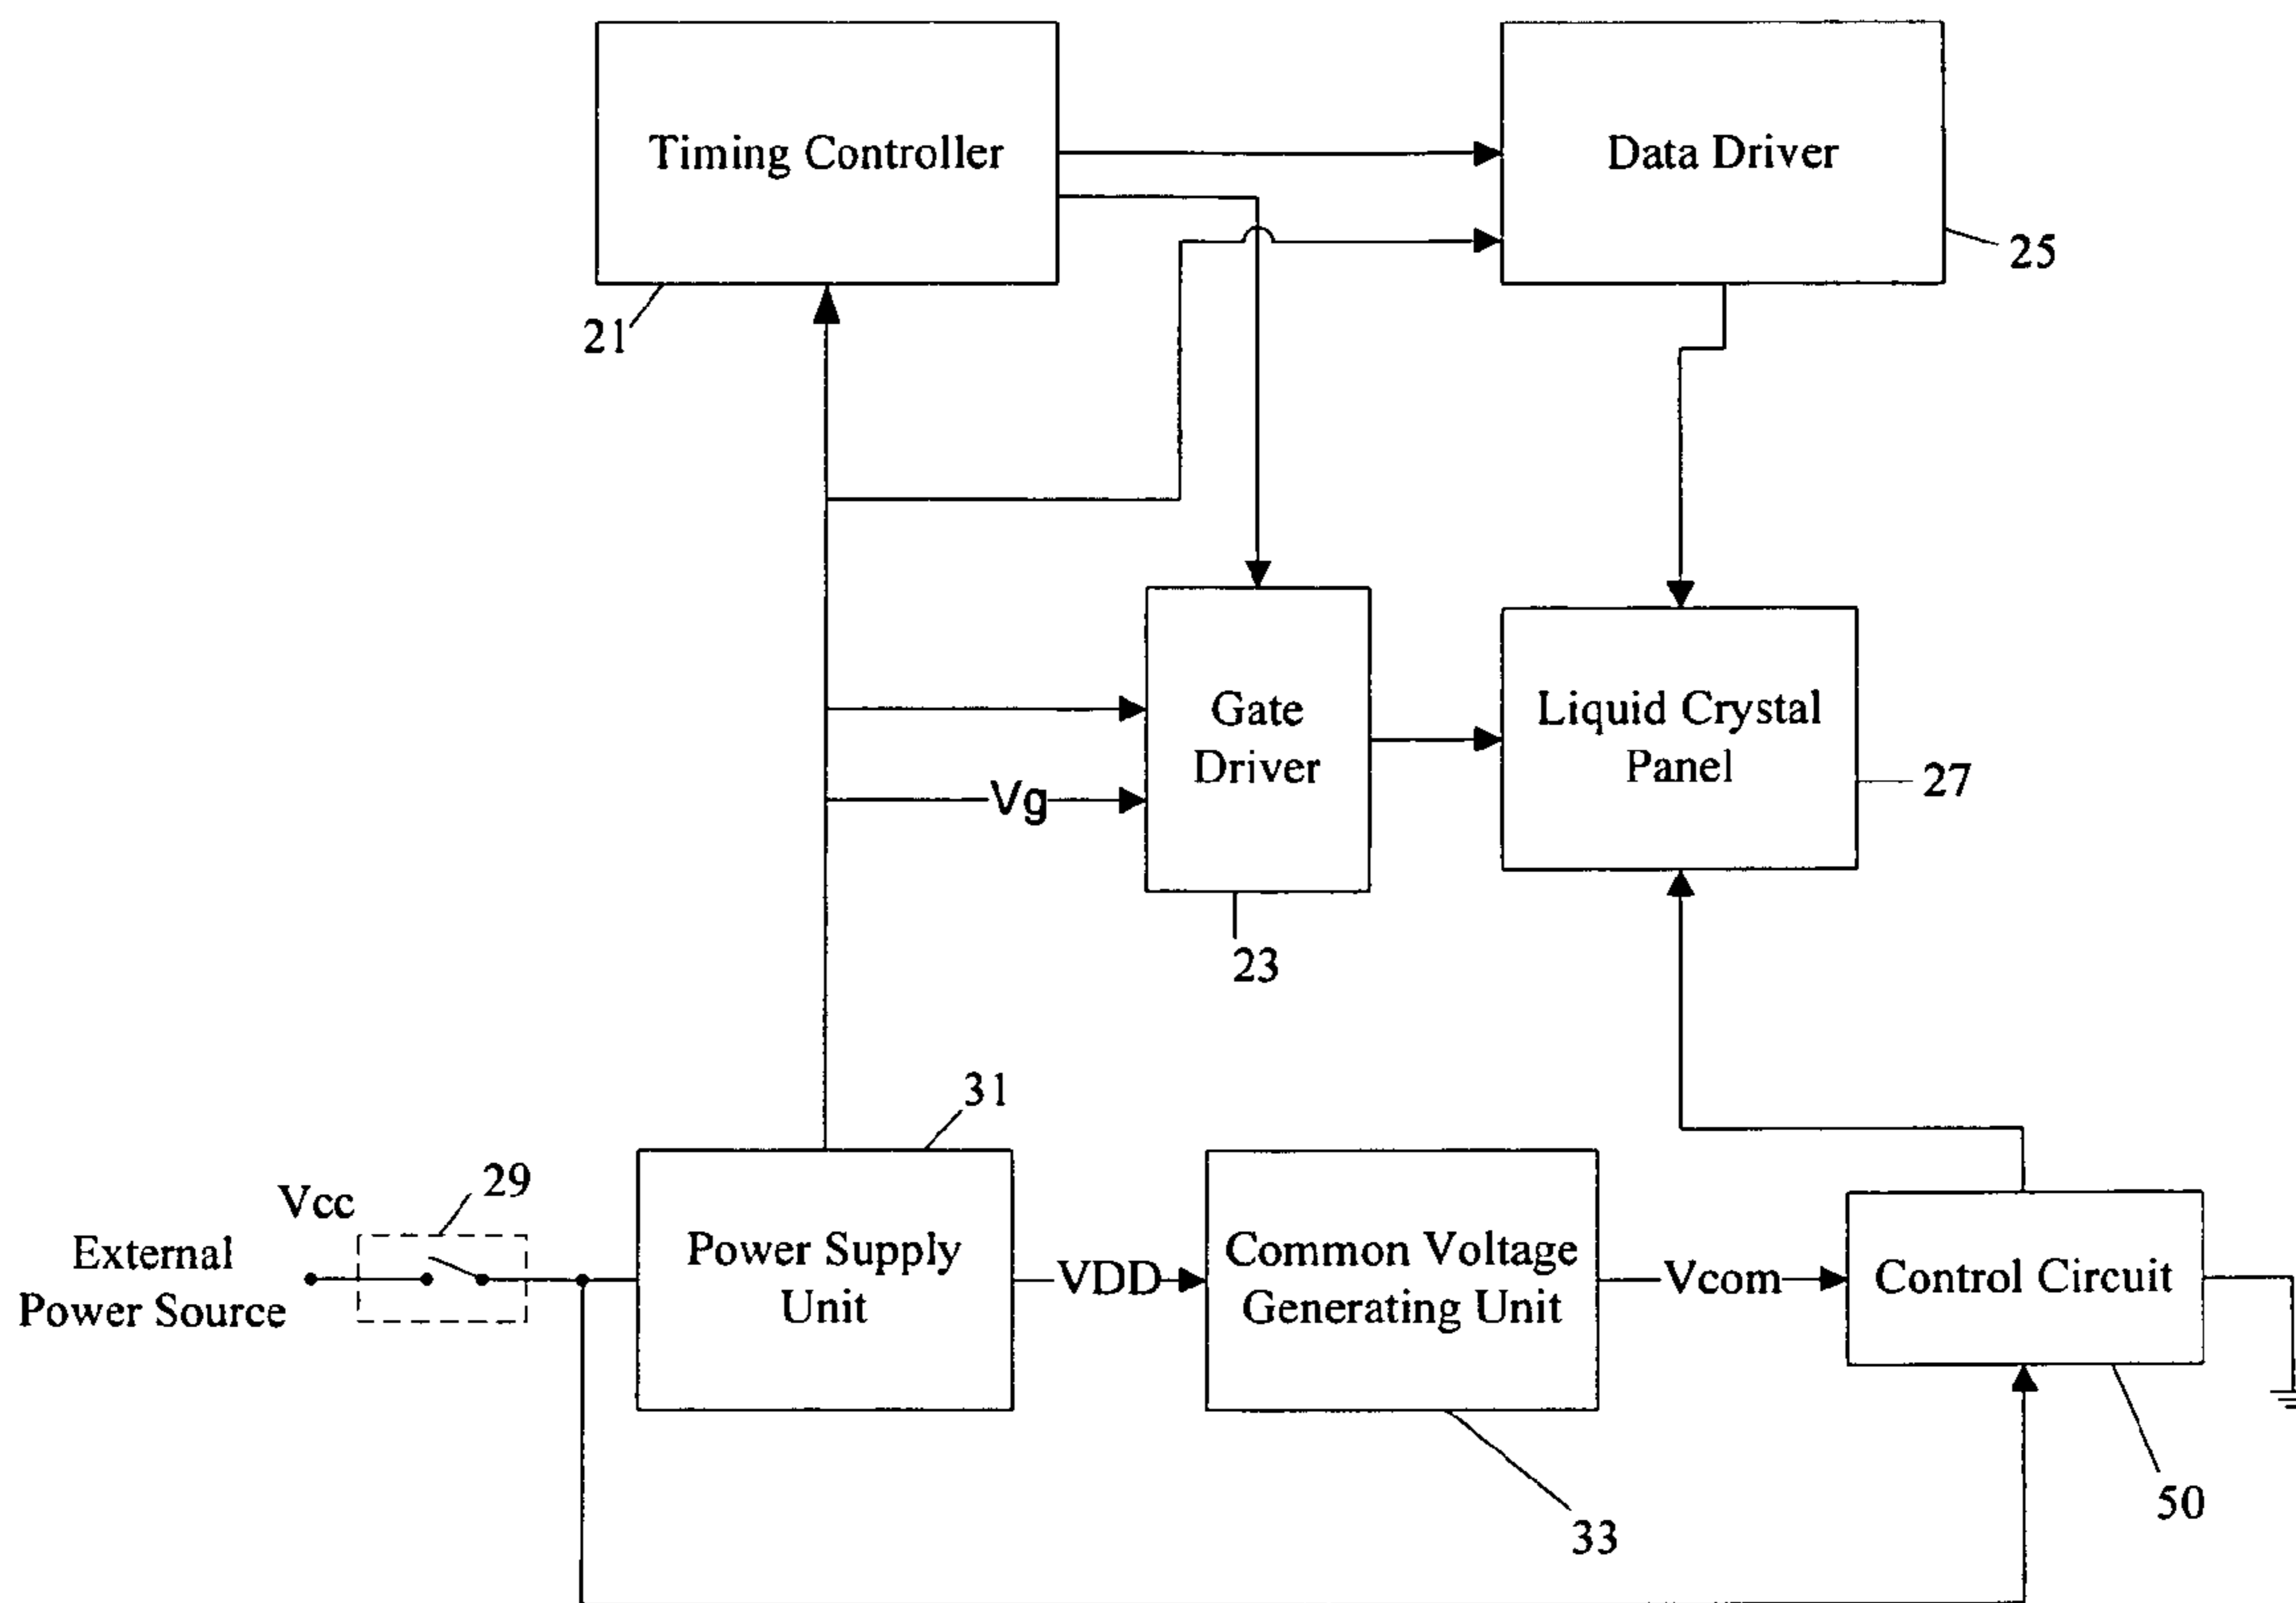 Timing Controller
Data Driver
25
21
Gate
Driver
Liquid Crystal
Panel
Vg
27
23
31
29
Vcc
External
Power Source
Power Supply
Unit
VDD
Common Voltage
Generating Unit
Vcom
Control Circuit
50
33